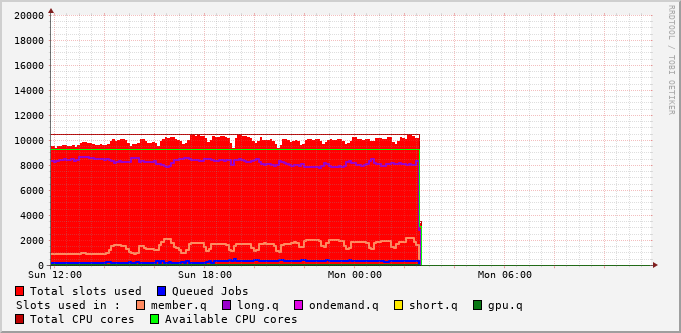 20000
18000
16000
14000
12000
10000
8000
6000
4000
2000
0
Sun 12:00 Sun 18:00 Mon 00:00 Mon 06:00
RRDTOOL / TOBI OETIKER
Total slots used Queued Jobs
Slots used in : member.q long.q ondemand.q short.q gpu.q
Total CPU cores Available CPU cores